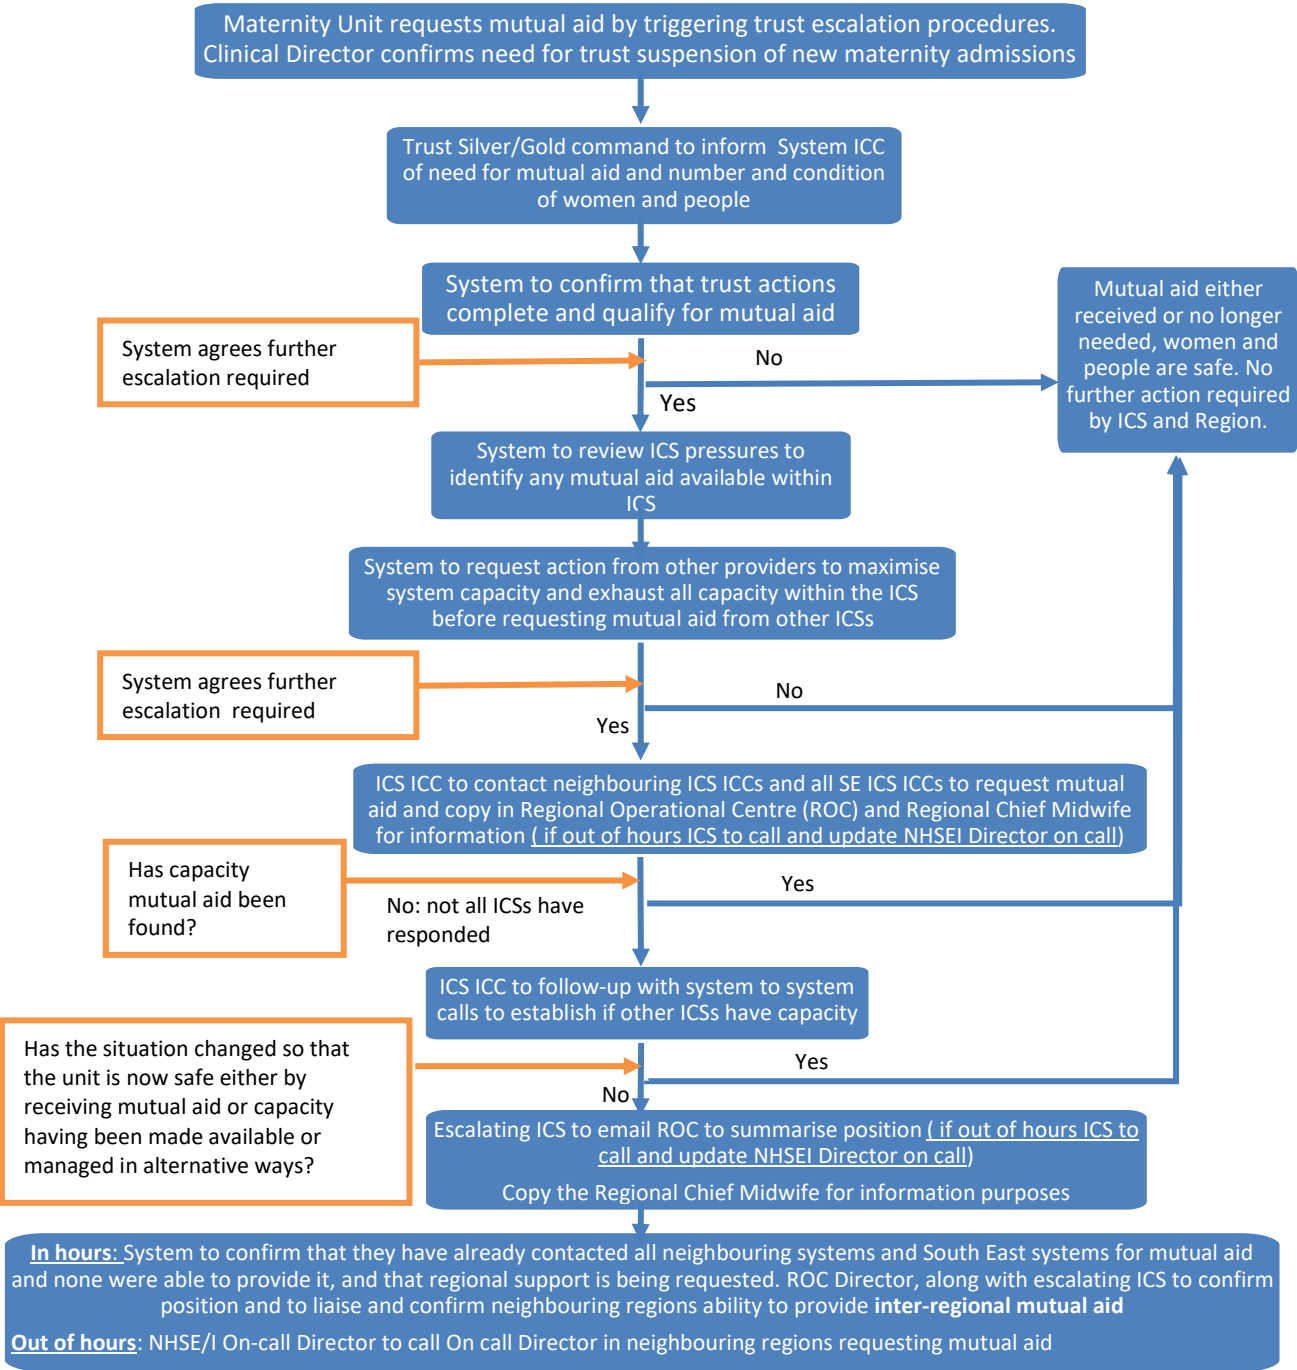 Maternity Unit requests mutual aid by triggering trust escalation procedures.
Clinical Director confirms need for trust suspension of new maternity admissions
Trust Silver/Gold command to inform System ICC
of need for mutual aid and number and condition
of women and people
System to confirm that trust actions
complete and qualify for mutual aid
Mutual aid either
received or no longer
needed, women and
people are safe. No
further action required
by ICS and Region.
System agrees further
escalation required
No
Yes
System to review ICS pressures to
identify any mutual aid available within
ICS
System to request action from other providers to maximise
system capacity and exhaust all capacity within the ICS
before requesting mutual aid from other ICSs
System agrees further
escalation required
No
Yes
ICS ICC to contact neighbouring ICS ICCs and all SE ICS ICCs to request mutual
aid and copy in Regional Operational Centre (ROC) and Regional Chief Midwife
for information ( if out of hours ICS to call and update NHSEI Director on call)
Has capacity
mutual aid been
found?
Yes
No: not all ICSs have
responded
ICS ICC to follow-up with system to system
calls to establish if other ICSs have capacity
Has the situation changed so that
the unit is now safe either by
receiving mutual aid or capacity
having been made available or
managed in alternative ways?
Yes
No
Escalating ICS to email ROC to summarise position ( if out of hours ICS to
call and update NHSEI Director on call)
Copy the Regional Chief Midwife for information purposes
In hours: System to confirm that they have already contacted all neighbouring systems and South East systems for mutual aid
and none were able to provide it, and that regional support is being requested. ROC Director, along with escalating ICS to confirm
position and to liaise and confirm neighbouring regions ability to provide inter-regional mutual aid
Out of hours: NHSE/I On-call Director to call On call Director in neighbouring regions requesting mutual aid